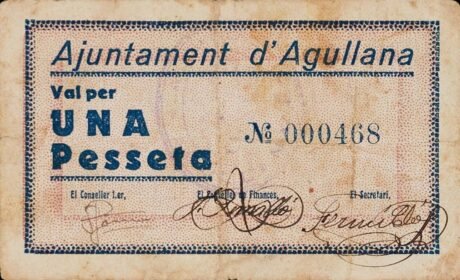 Ajuntament d'Agullana
Val per
UNA
Pesseta
№ 000468
El Conseller 1.er, El Conseller de Finances, El Secretari,